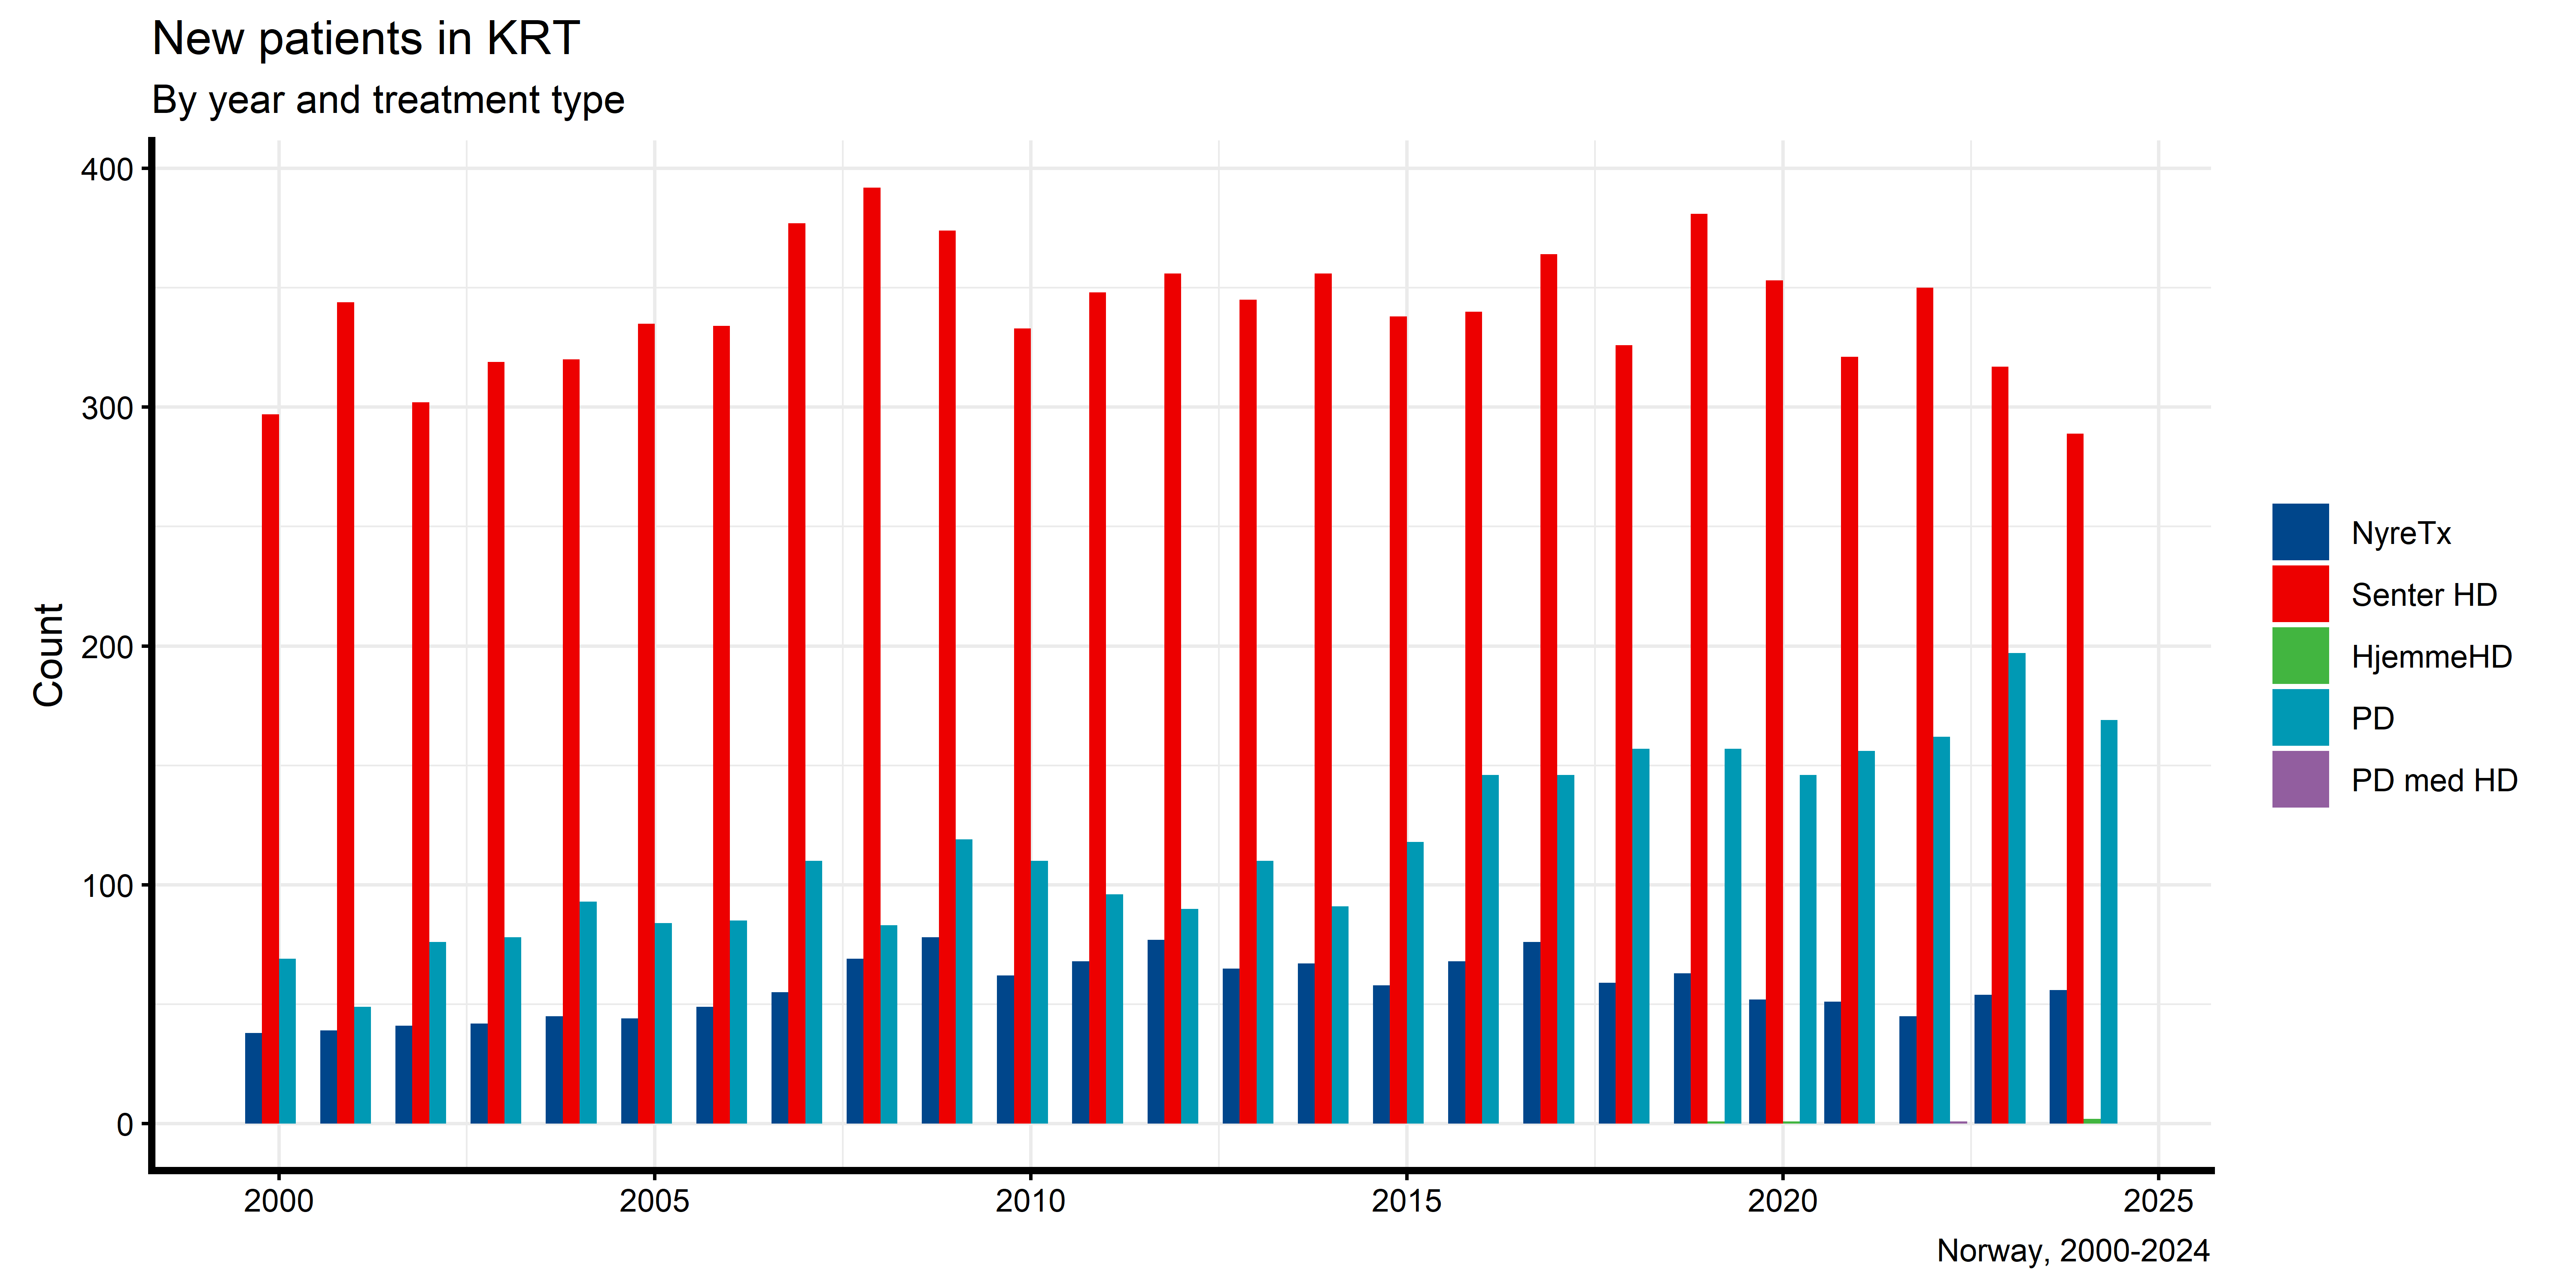 New patients in KRT
By year and treatment type
Count
400
300
200
100
0
2000
2005
2010
2015
2020
2025
NyreTx
Senter HD
HjemmeHD
PD
PD med HD
Norway, 2000-2024